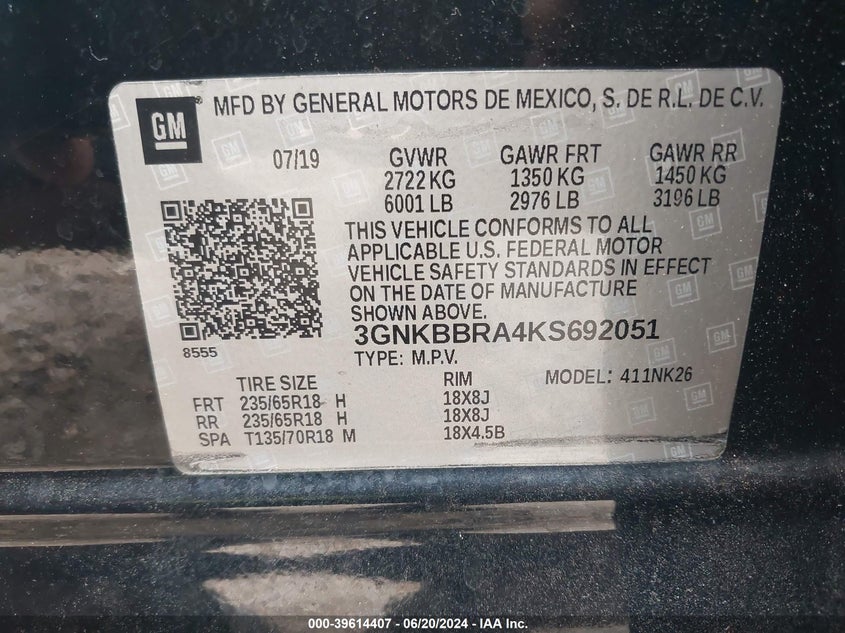 GM
MFD BY GENERAL MOTORS DE MEXICO, S. DE R.L. DE C.V.
07/19 GVWR GAWR FRT GAWR RR
2722 KG 1350 KG 1450 KG
6001 LB 2976 LB 3196 LB
THIS VEHICLE CONFORMS TO ALL
APPLICABLE U.S. FEDERAL MOTOR
VEHICLE SAFETY STANDARDS IN EFFECT
ON THE DATE OF MANUFACTURE
SHOWN ABOVE.
8555
3GNKBBRA4KS692051
TYPE: M.P.V.
TIRE SIZE RIM MODEL: 411NK26
FRT 235/65R18 H 18X8J
RR 235/65R18 H 18X8J
SPA T135/70R18 M 18X4.5B
000-39614407 - 06/20/2024 - IAA Inc.